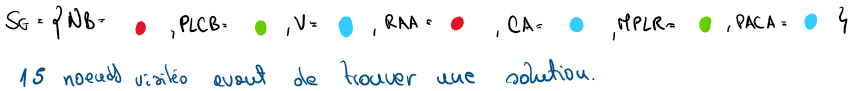 SG = { NB = , PLCB = , V = , RAA = , CA = , MPLR = , PACA = }
15 noeuds visités avant de trouver une solution.